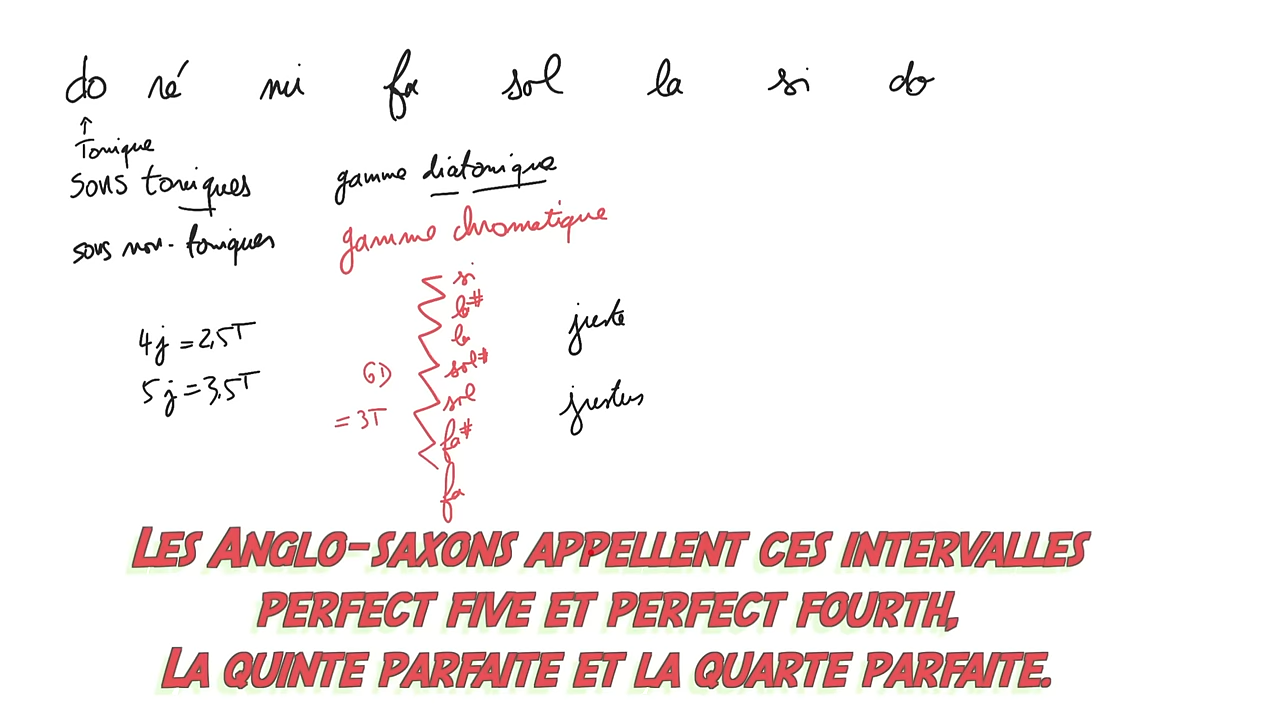 do ré mi fa sol la si do
↑
Tonique
sons toniques gamme diatonique
sons non-toniques gamme chromatique
si
la#
la
sol#
sol
fa#
fa
4j = 2,5T
5j = 3,5T
6D
= 3T
juste
justus
LES ANGLO-SAXONS APPELLENT CES INTERVALLES
PERFECT FIVE ET PERFECT FOURTH,
LA QUINTE PARFAITE ET LA QUARTE PARFAITE.